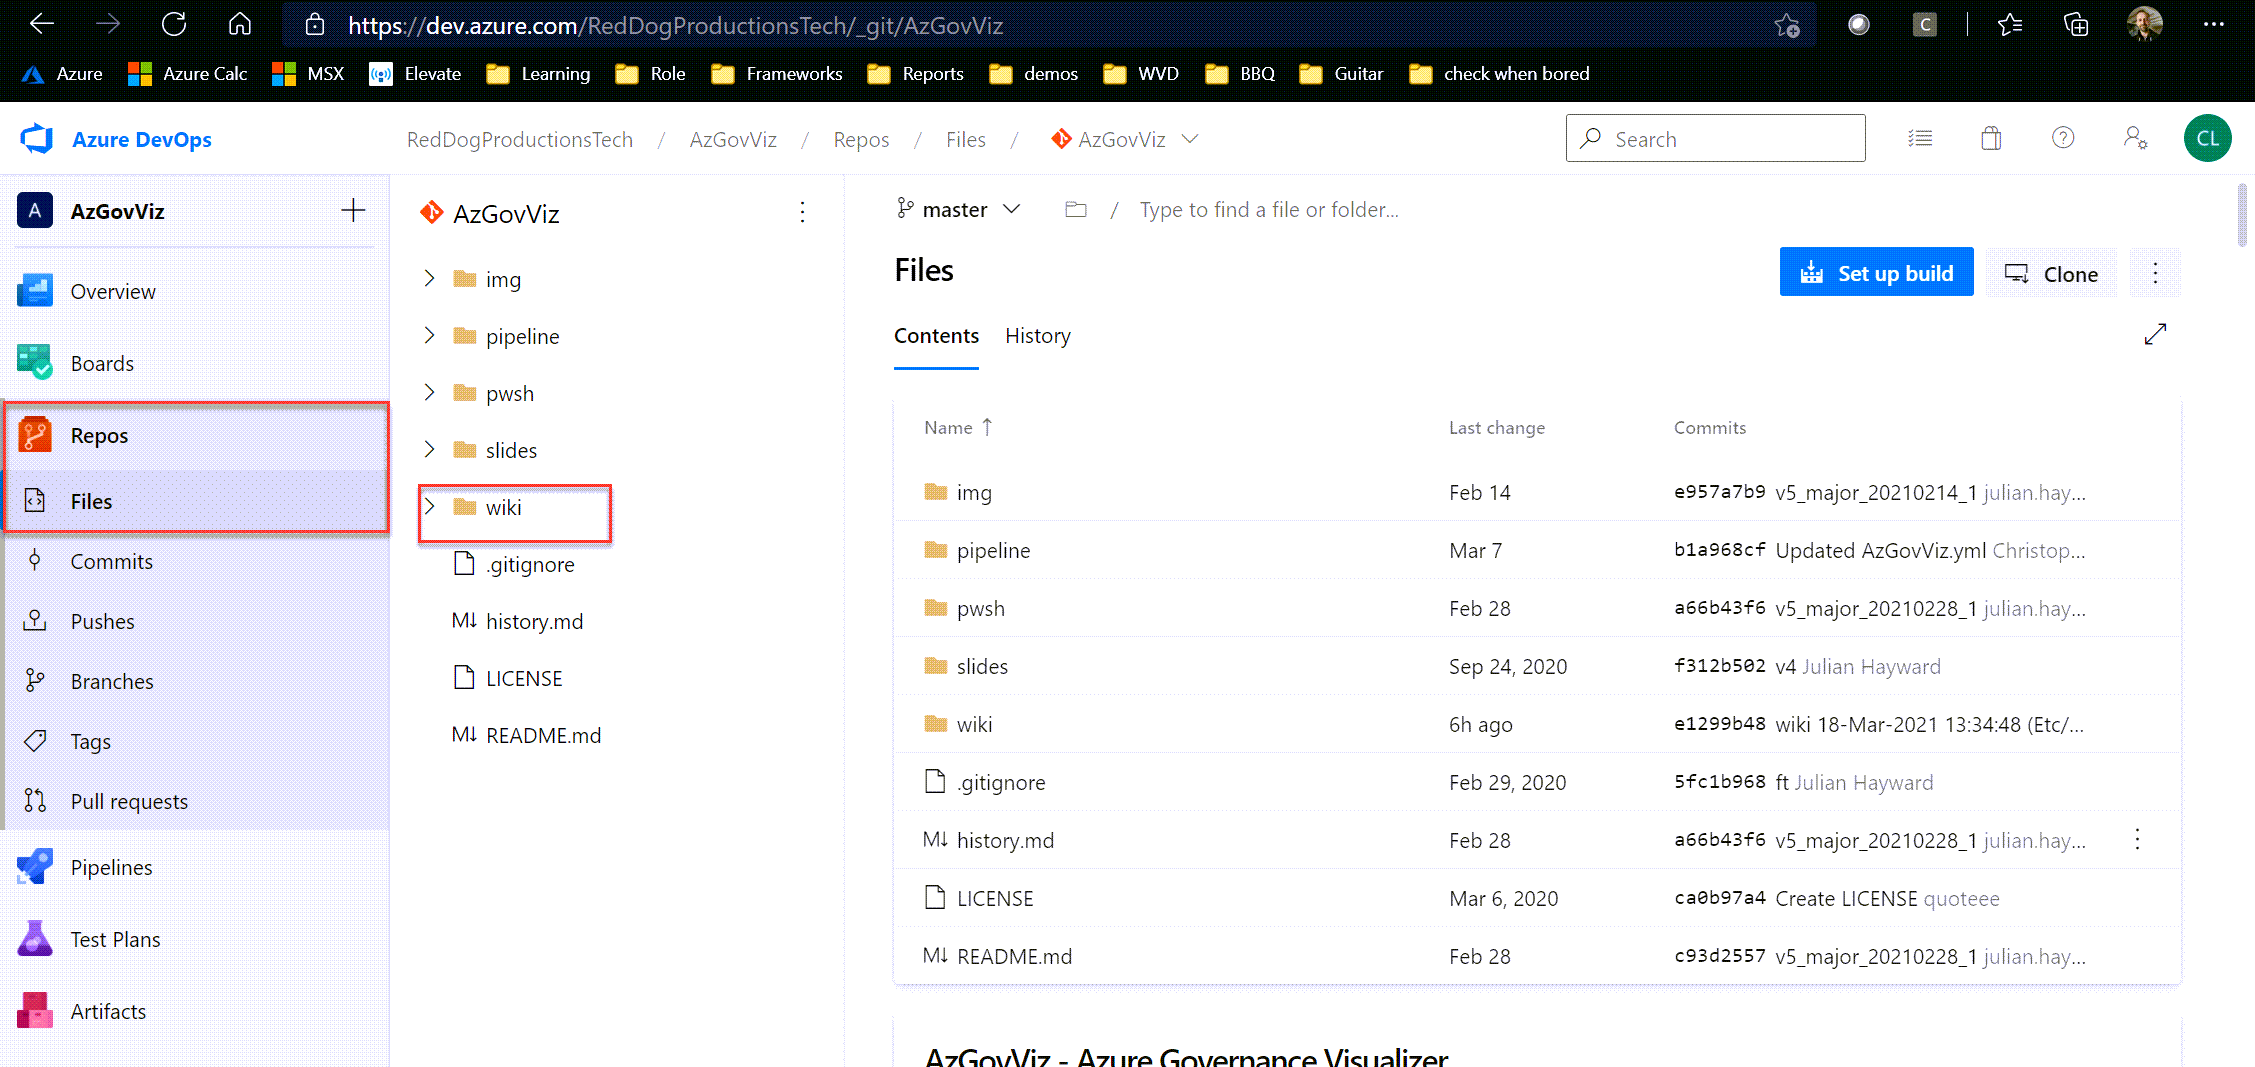 https://dev.azure.com/RedDogProductionsTech/_git/AzGovViz
C
Azure Azure Calc MSX Elevate Learning Role Frameworks Reports demos WVD BBQ Guitar check when bored
Azure DevOps RedDogProductionsTech / AzGovViz / Repos / Files / AzGovViz Search CL
A AzGovViz
Overview
Boards
Repos
Files
Commits
Pushes
Branches
Tags
Pull requests
Pipelines
Test Plans
Artifacts
AzGovViz
img
pipeline
pwsh
slides
wiki
.gitignore
M↓ history.md
LICENSE
M↓ README.md
master / Type to find a file or folder...
Files Set up build Clone
Contents History
Name ↑ Last change Commits
img Feb 14 e957a7b9 v5_major_20210214_1 julian.hay...
pipeline Mar 7 b1a968cf Updated AzGovViz.yml Christop...
pwsh Feb 28 a66b43f6 v5_major_20210228_1 julian.hay...
slides Sep 24, 2020 f312b502 v4 Julian Hayward
wiki 6h ago e1299b48 wiki 18-Mar-2021 13:34:48 (Etc/...
.gitignore Feb 29, 2020 5fc1b968 ft Julian Hayward
M↓ history.md Feb 28 a66b43f6 v5_major_20210228_1 julian.hay...
LICENSE Mar 6, 2020 ca0b97a4 Create LICENSE quoteee
M↓ README.md Feb 28 c93d2557 v5_major_20210228_1 julian.hay...
AzGovViz - Azure Governance Visualizer